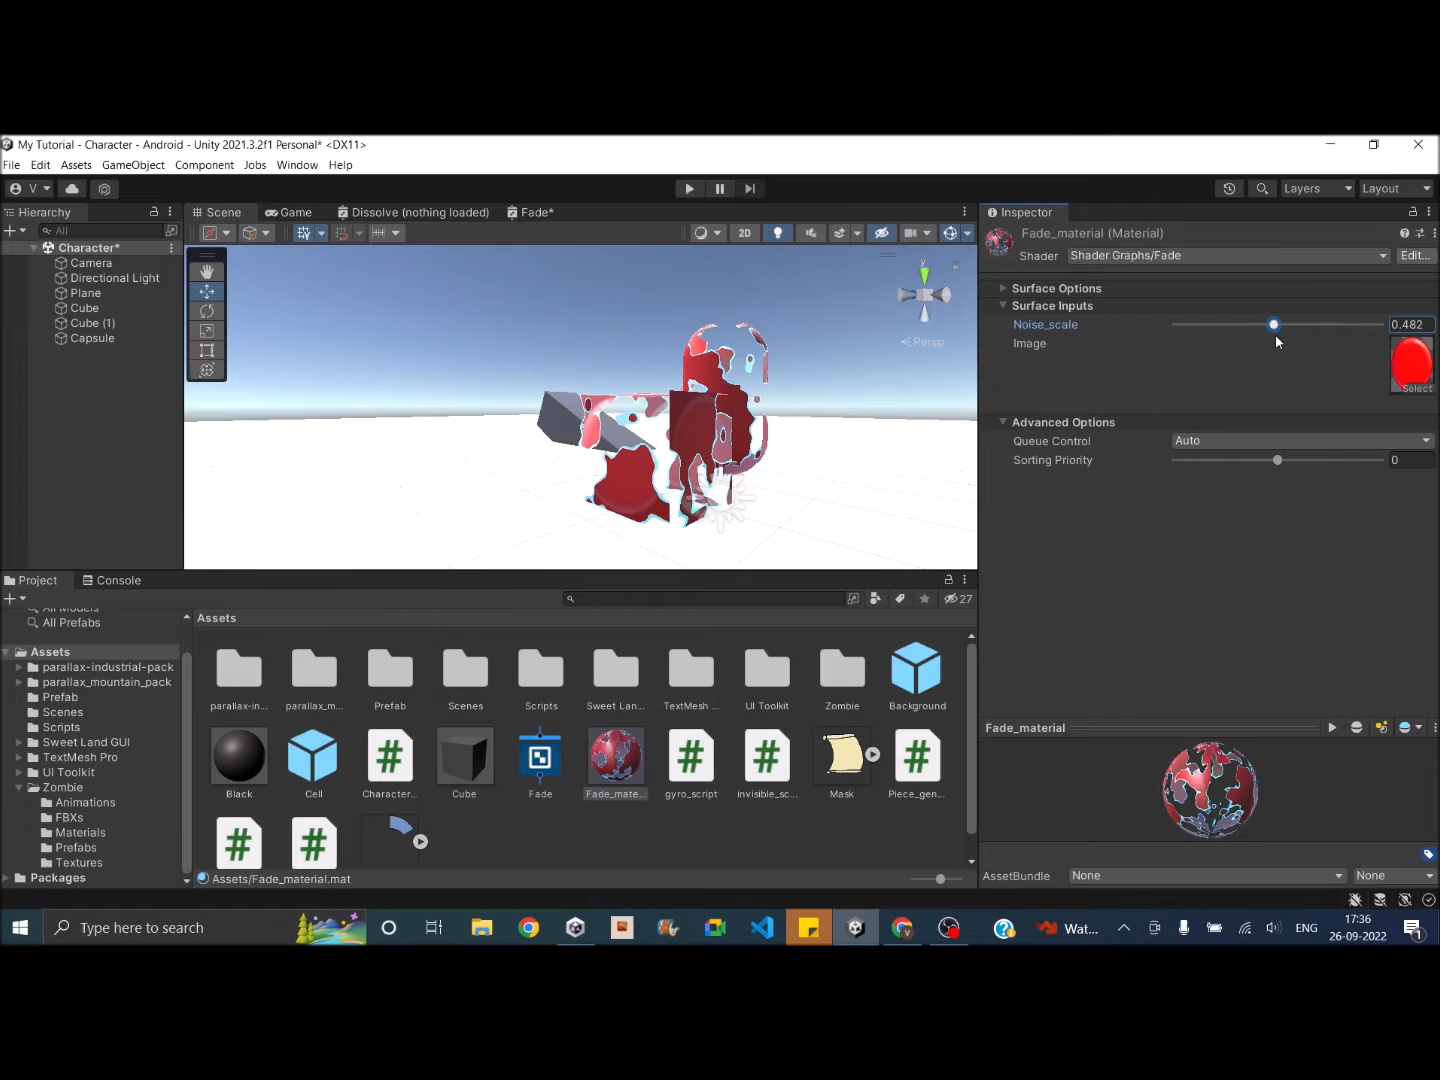 My Tutorial - Character - Android - Unity 2021.3.2f1 Personal* <DX11>
File Edit Assets GameObject Component Jobs Window Help
V Layers Layout
Hierarchy
All
Character*
Camera
Directional Light
Plane
Cube
Cube (1)
Capsule
Scene Game Dissolve (nothing loaded) Fade*
2D
y
Persp
Inspector
Fade_material (Material)
Shader Shader Graphs/Fade Edit...
Surface Options
Surface Inputs
Noise_scale 0.482
Image
Select
Advanced Options
Queue Control Auto
Sorting Priority 0
Project Console
27
All Models
All Prefabs
Assets
parallax-industrial-pack
parallax_mountain_pack
Prefab
Scenes
Scripts
Sweet Land GUI
TextMesh Pro
UI Toolkit
Zombie
Animations
FBXs
Materials
Prefabs
Textures
Packages
Assets
parallax-in... parallax_m... Prefab Scenes Scripts Sweet Lan... TextMesh ... UI Toolkit Zombie Background
Black Cell Character... Cube Fade Fade_mate... gyro_script invisible_sc... Mask Piece_gen...
Assets/Fade_material.mat
Fade_material
AssetBundle None None
Type here to search
Wat... ENG
17:36
26-09-2022
1